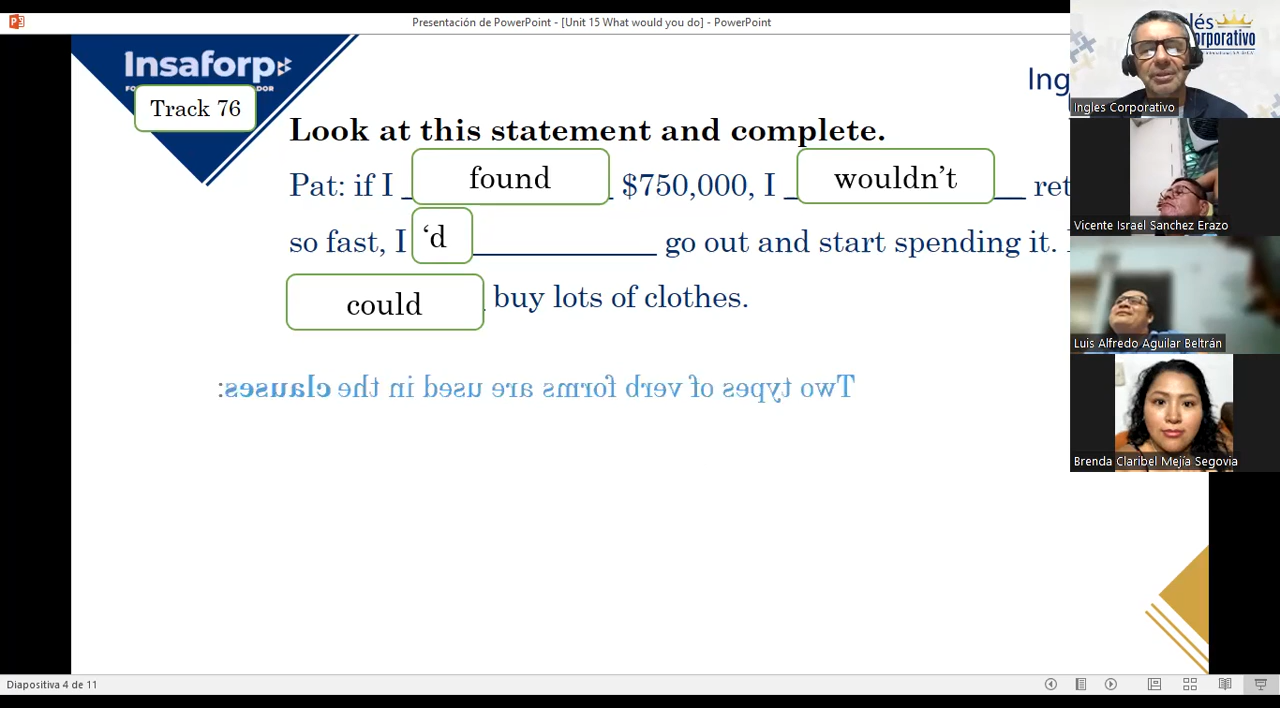 Presentación de PowerPoint - [Unit 15 What would you do] - PowerPoint
Insaforp
Track 76
Ing
Look at this statement and complete.
Pat: if I found $750,000, I wouldn't ret
so fast, I 'd go out and start spending it.
could buy lots of clothes.
Two types of verb forms are used in the clauses:
Diapositiva 4 de 11
Ingles Corporativo
Vicente Israel Sanchez Erazo
Luis Alfredo Aguilar Beltrán
Brenda Claribel Mejía Segovia